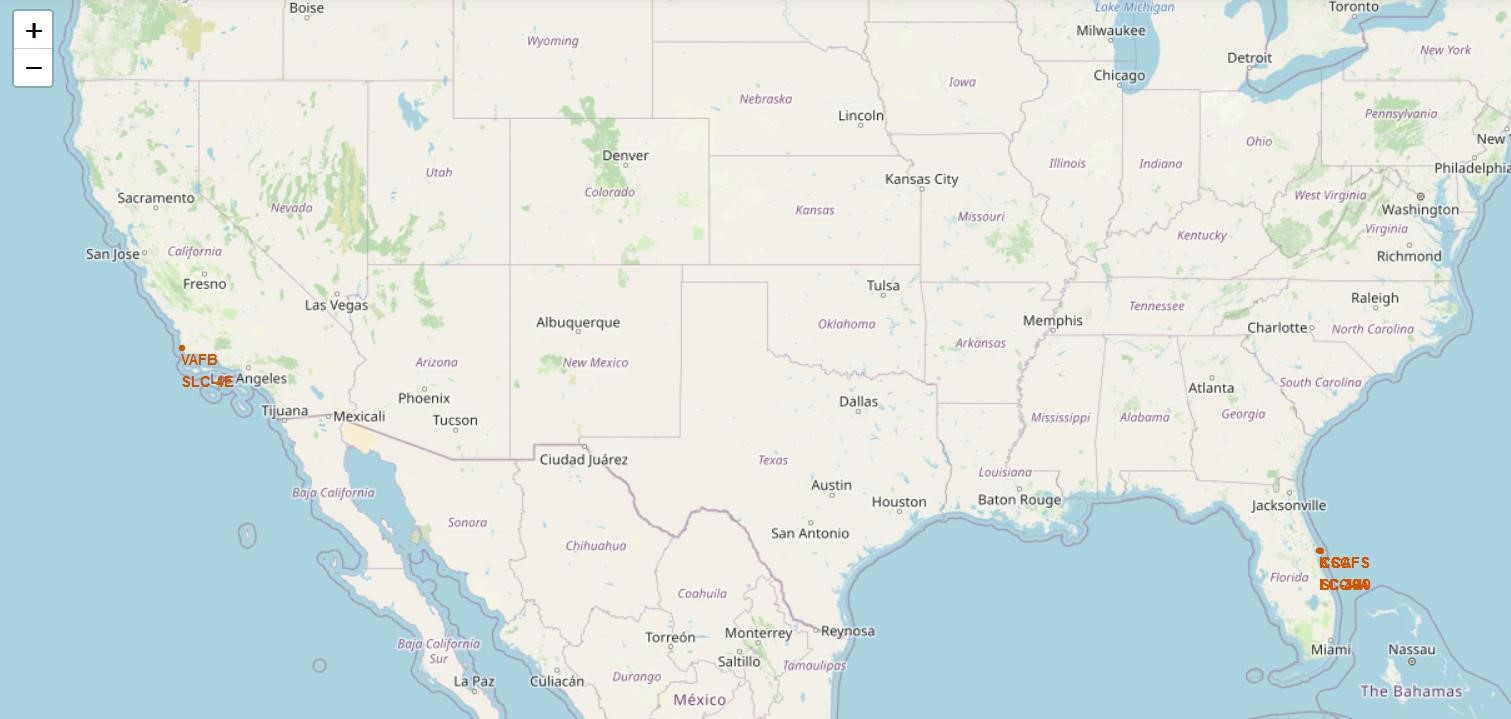 Boise
Lake Michigan
Toronto
+
−
Milwaukee
Wyoming
New York
Detroit
Chicago
Iowa
Nebraska
Lincoln
Pennsylvania
New
Ohio
Denver
Illinois
Indiana
Philadelphia
Utah
Kansas City
Colorado
West Virginia
Sacramento
Nevada
Kansas
Missouri
Washington
Virginia
Kentucky
San Jose
California
Richmond
Fresno
Tulsa
Las Vegas
Raleigh
Tennessee
Albuquerque
Oklahoma
Memphis
Charlotte
North Carolina
Arkansas
VAFB
SLC-4E
Arizona
New Mexico
Angeles
South Carolina
Atlanta
Phoenix
Dallas
Tijuana
Mexicali
Tucson
Mississippi
Alabama
Georgia
Ciudad Juárez
Texas
Louisiana
Austin
Baja California
Houston
Baton Rouge
Jacksonville
Sonora
San Antonio
Chihuahua
Florida
Coahuila
Torreón
Monterrey
Reynosa
Baja California
Sur
Saltillo
Tamaulipas
Miami
Nassau
La Paz
Culiacán
Durango
The Bahamas
México